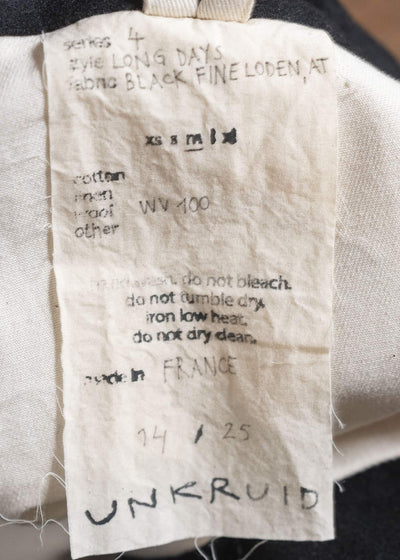 series 4
style LONG DAYS
fabric BLACK FINE LODEN, AT
xs s m l xl
cotton
linen
wool WV 100
other
hand wash. do not bleach.
do not tumble dry.
iron low heat.
do not dry clean.
made in FRANCE
14 / 25
UNKRUID